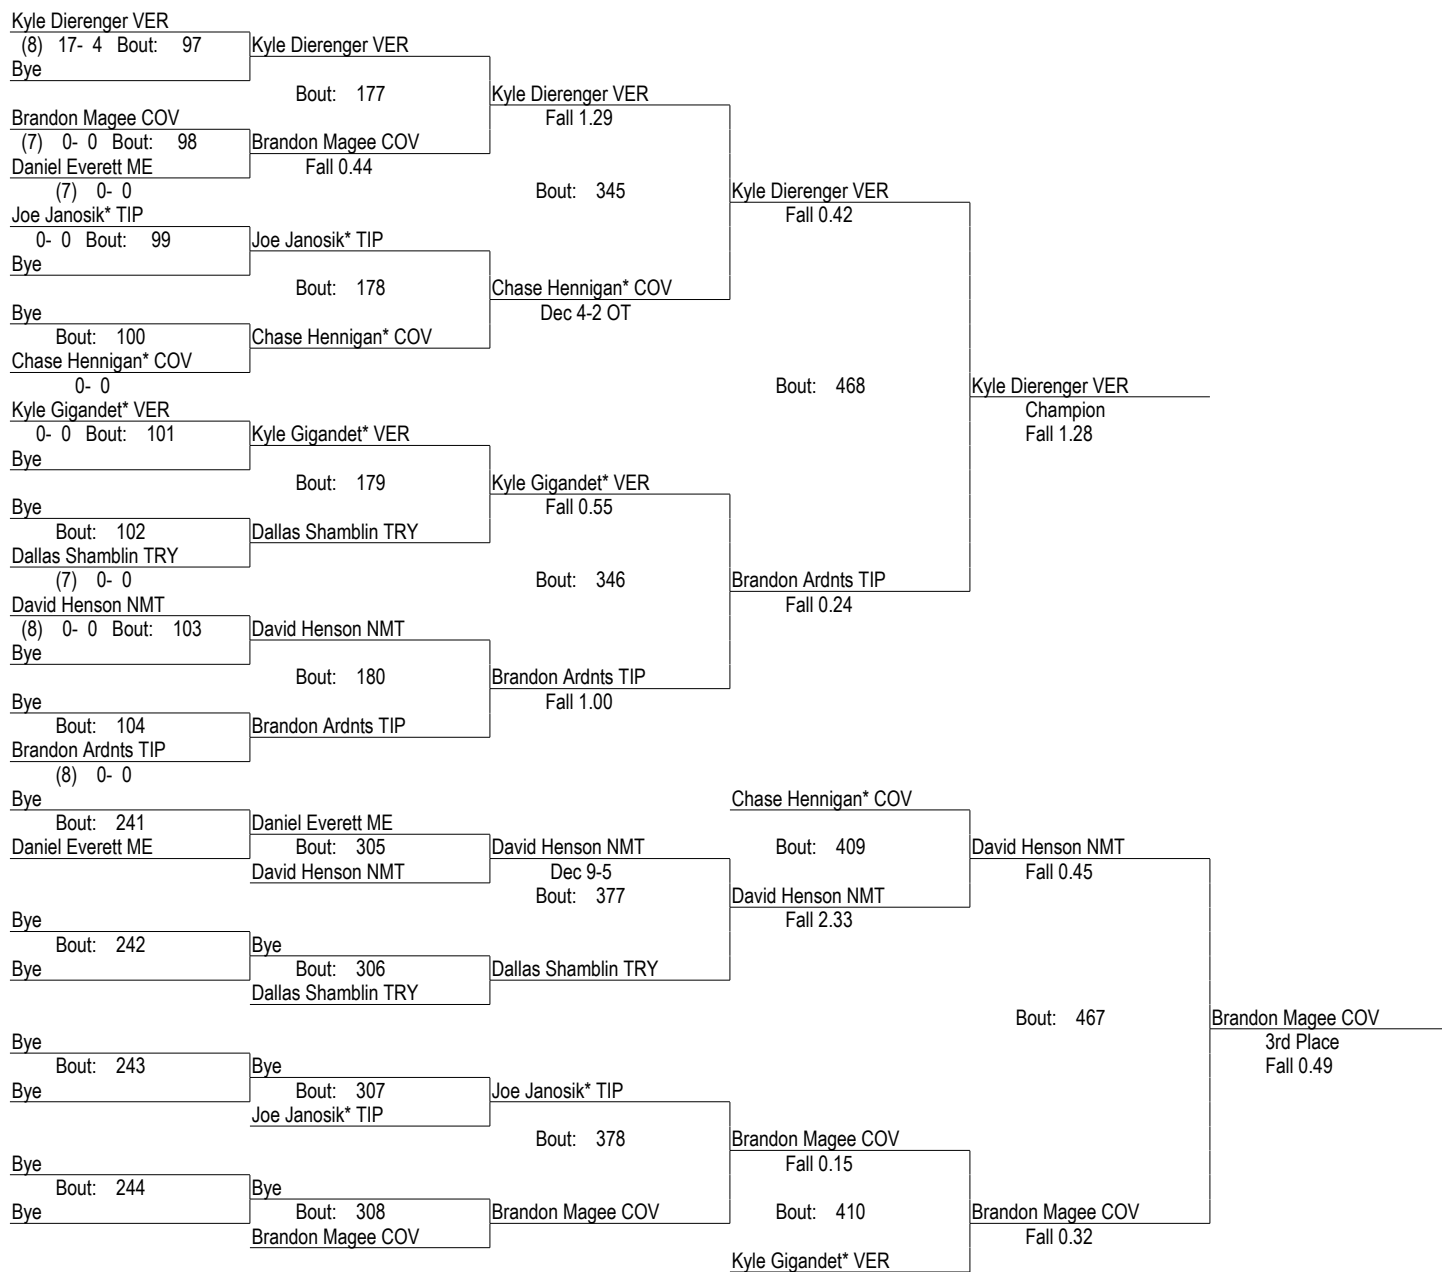 Kyle Dierenger VER
(8) 17- 4 Bout: 97 Kyle Dierenger VER
Bye
Bout: 177 Kyle Dierenger VER
Brandon Magee COV Fall 1.29
(7) 0- 0 Bout: 98 Brandon Magee COV
Daniel Everett ME Fall 0.44
(7) 0- 0 Bout: 345 Kyle Dierenger VER
Joe Janosik* TIP Fall 0.42
0- 0 Bout: 99 Joe Janosik* TIP
Bye
Bout: 178 Chase Hennigan* COV
Bye Dec 4-2 OT
Bout: 100 Chase Hennigan* COV
Chase Hennigan* COV
0- 0 Bout: 468 Kyle Dierenger VER
Kyle Gigandet* VER Champion
0- 0 Bout: 101 Kyle Gigandet* VER Fall 1.28
Bye
Bout: 179 Kyle Gigandet* VER
Bye Fall 0.55
Bout: 102 Dallas Shamblin TRY
Dallas Shamblin TRY
(7) 0- 0 Bout: 346 Brandon Ardnts TIP
David Henson NMT Fall 0.24
(8) 0- 0 Bout: 103 David Henson NMT
Bye
Bout: 180 Brandon Ardnts TIP
Bye Fall 1.00
Bout: 104 Brandon Ardnts TIP
Brandon Ardnts TIP
(8) 0- 0
Bye Chase Hennigan* COV
Bout: 241 Daniel Everett ME
Daniel Everett ME Bout: 305 David Henson NMT Bout: 409 David Henson NMT
David Henson NMT Dec 9-5 Fall 0.45
Bout: 377 David Henson NMT
Bye Fall 2.33
Bout: 242 Bye
Bye Bout: 306 Dallas Shamblin TRY
Dallas Shamblin TRY
Bout: 467 Brandon Magee COV
Bye 3rd Place
Bout: 243 Bye Fall 0.49
Bye Bout: 307 Joe Janosik* TIP
Joe Janosik* TIP
Bout: 378 Brandon Magee COV
Bye Fall 0.15
Bout: 244 Bye
Bye Bout: 308 Brandon Magee COV Bout: 410 Brandon Magee COV
Brandon Magee COV Fall 0.32
Kyle Gigandet* VER